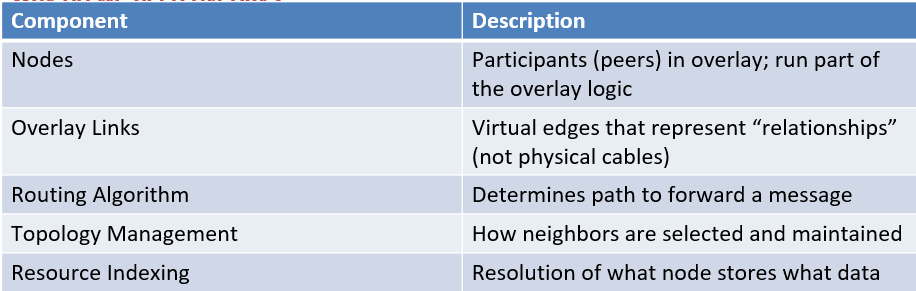 Component Description
Nodes Participants (peers) in overlay; run part of
the overlay logic
Overlay Links Virtual edges that represent “relationships”
(not physical cables)
Routing Algorithm Determines path to forward a message
Topology Management How neighbors are selected and maintained
Resource Indexing Resolution of what node stores what data